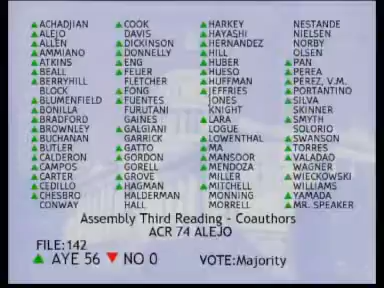 ACHADJIAN COOK HARKEY NESTANDE
ALEJO DAVIS HAYASHI NIELSEN
ALLEN DICKINSON HERNANDEZ NORBY
AMMIANO DONNELLY HILL OLSEN
ATKINS ENG HUBER PAN
BEALL FEUER HUESO PEREA
BERRYHILL FLETCHER HUFFMAN PEREZ, V.M.
BLOCK FONG JEFFRIES PORTANTINO
BLUMENFIELD FUENTES JONES SILVA
BONILLA FURUTANI KNIGHT SKINNER
BRADFORD GAINES LARA SMYTH
BROWNLEY GALGIANI LOGUE SOLORIO
BUCHANAN GARRICK LOWENTHAL SWANSON
BUTLER GATTO MA TORRES
CALDERON GORDON MANSOOR VALADAO
CAMPOS GORELL MENDOZA WAGNER
CARTER GROVE MILLER WIECKOWSKI
CEDILLO HAGMAN MITCHELL WILLIAMS
CHESBRO HALDERMAN MONNING YAMADA
CONWAY HALL MORRELL MR. SPEAKER
Assembly Third Reading - Coauthors
ACR 74 ALEJO
FILE:142
AYE 56 NO 0 VOTE:Majority